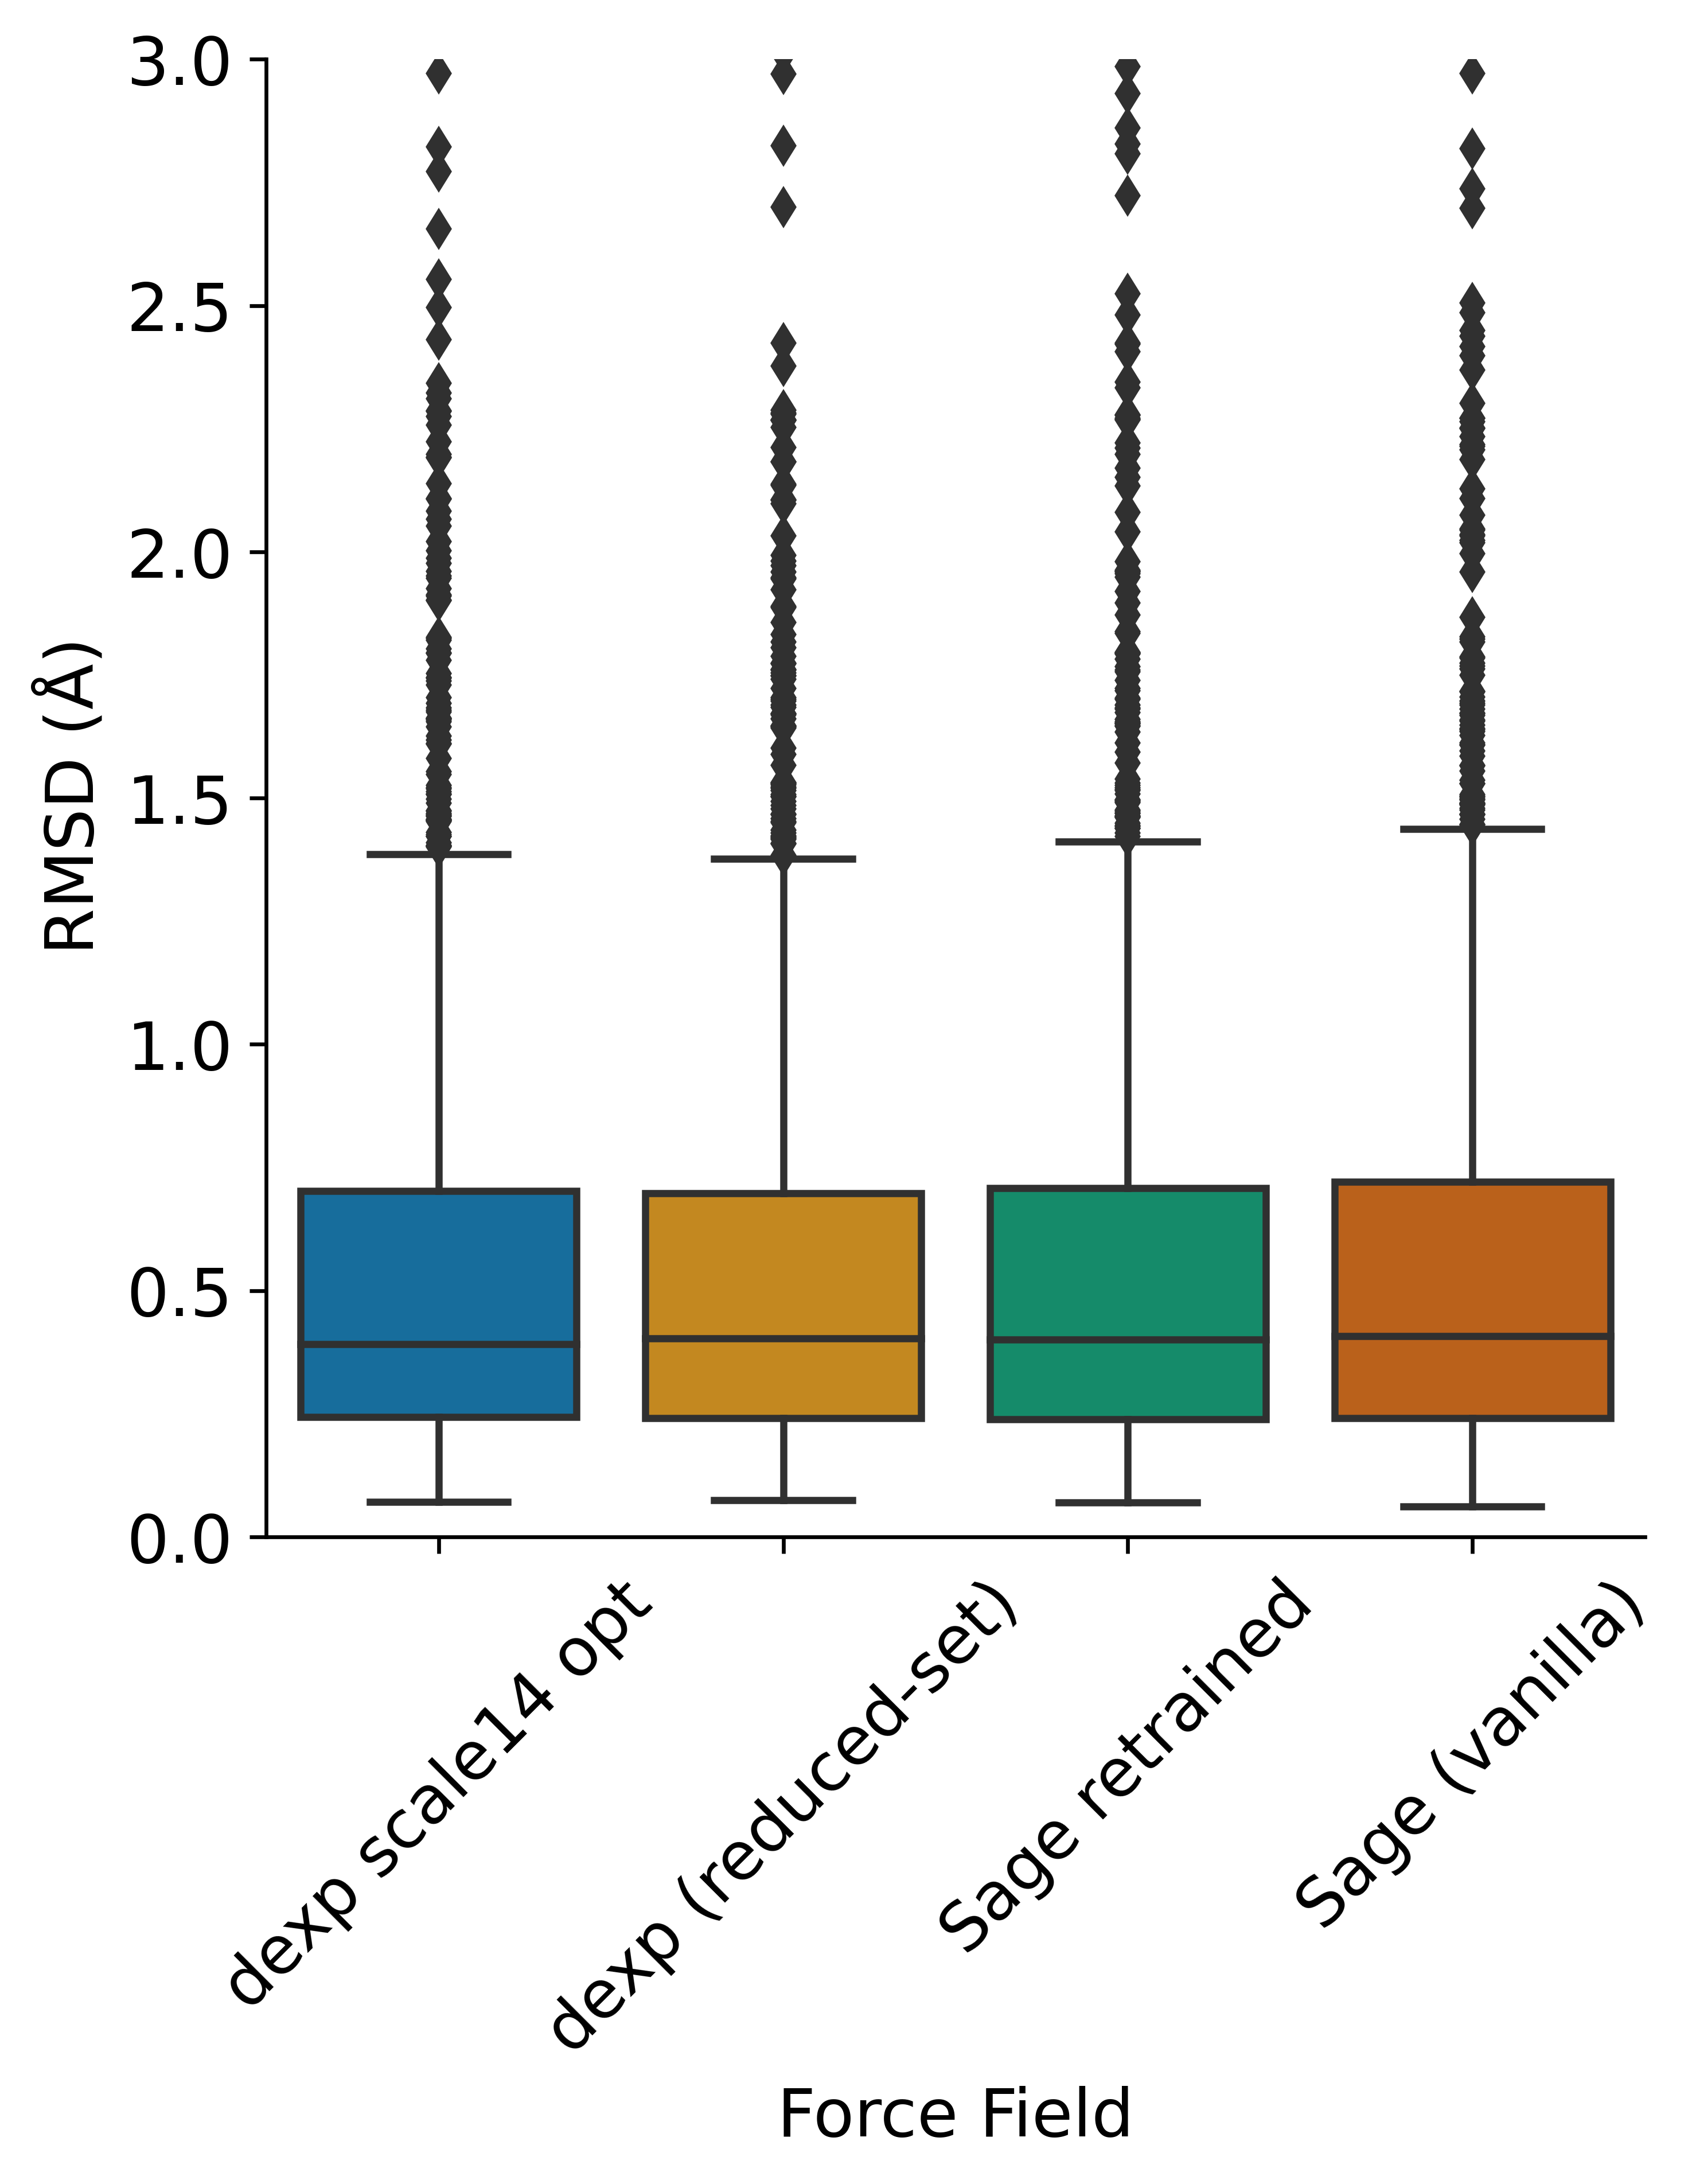 RMSD (Å)
3.0
2.5
2.0
1.5
1.0
0.5
0.0
dexp scale14 opt
dexp (reduced-set)
Sage retrained
Sage (vanilla)
Force Field